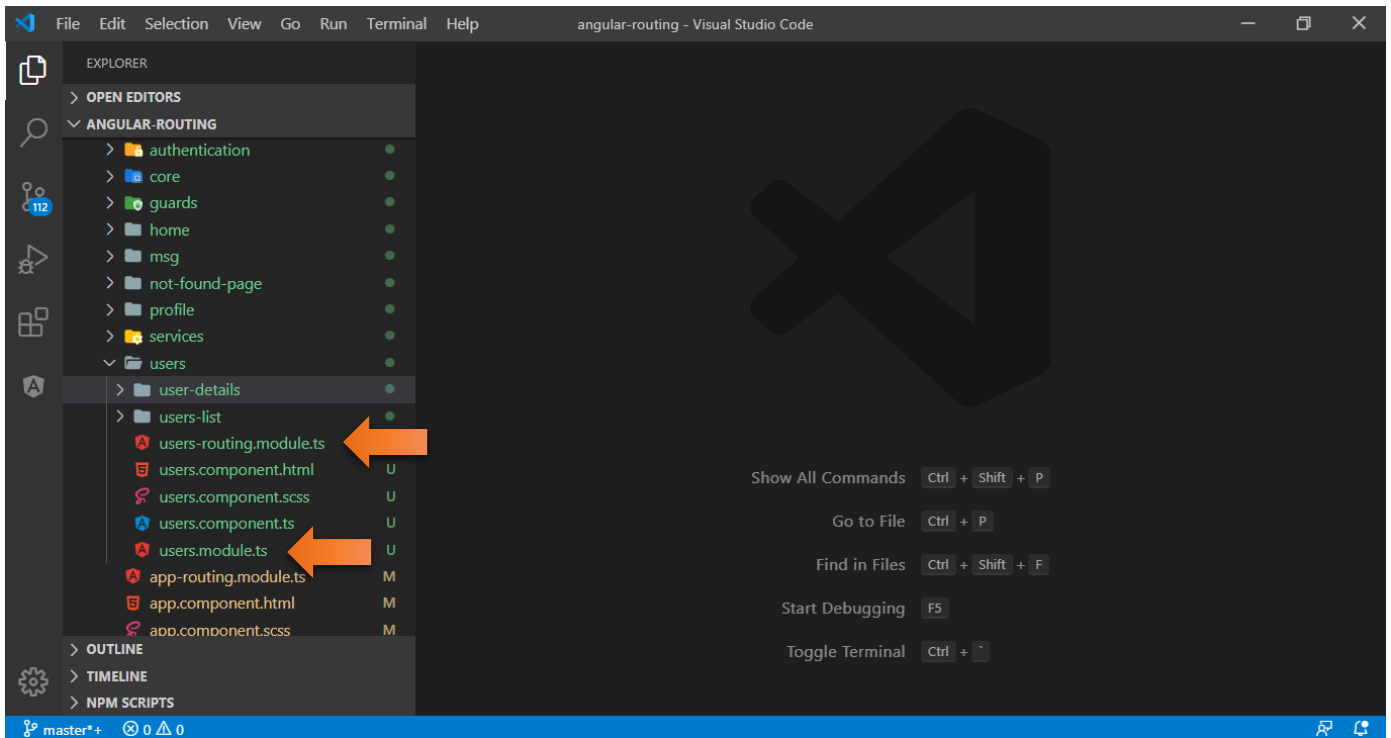 File Edit Selection View Go Run Terminal Help angular-routing - Visual Studio Code
EXPLORER
OPEN EDITORS
ANGULAR-ROUTING
authentication
core
guards
112
home
msg
not-found-page
profile
services
users
user-details
users-list
users-routing.module.ts
users.component.html U
users.component.scss U
users.component.ts U
users.module.ts U
app-routing.module.ts M
app.component.html M
app.component.scss M
OUTLINE
TIMELINE
NPM SCRIPTS
Show All Commands Ctrl + Shift + P
Go to File Ctrl + P
Find in Files Ctrl + Shift + F
Start Debugging F5
Toggle Terminal Ctrl + `
master*+ 0 0